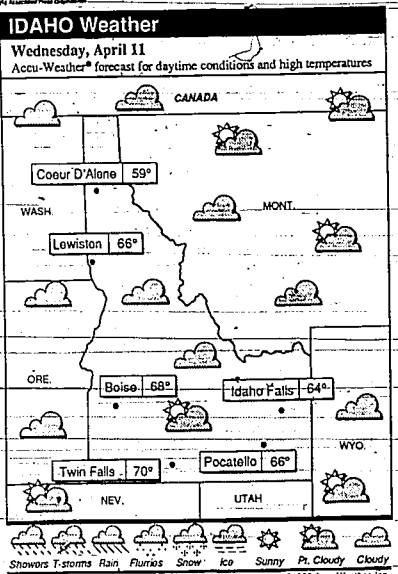 IDAHO Weather
Wednesday, April 11
Accu-Weather® forecast for daytime conditions and high temperatures
CANADA
Coeur D'Alene 59°
WASH.
MONT.
Lewiston 66°
ORE.
Boise 68°
Idaho Falls 64°
WYO.
Pocatello 66°
Twin Falls 70°
NEV.
UTAH
Showers T-storms Rain Flurries Snow Ice Sunny Pt. Cloudy Cloudy